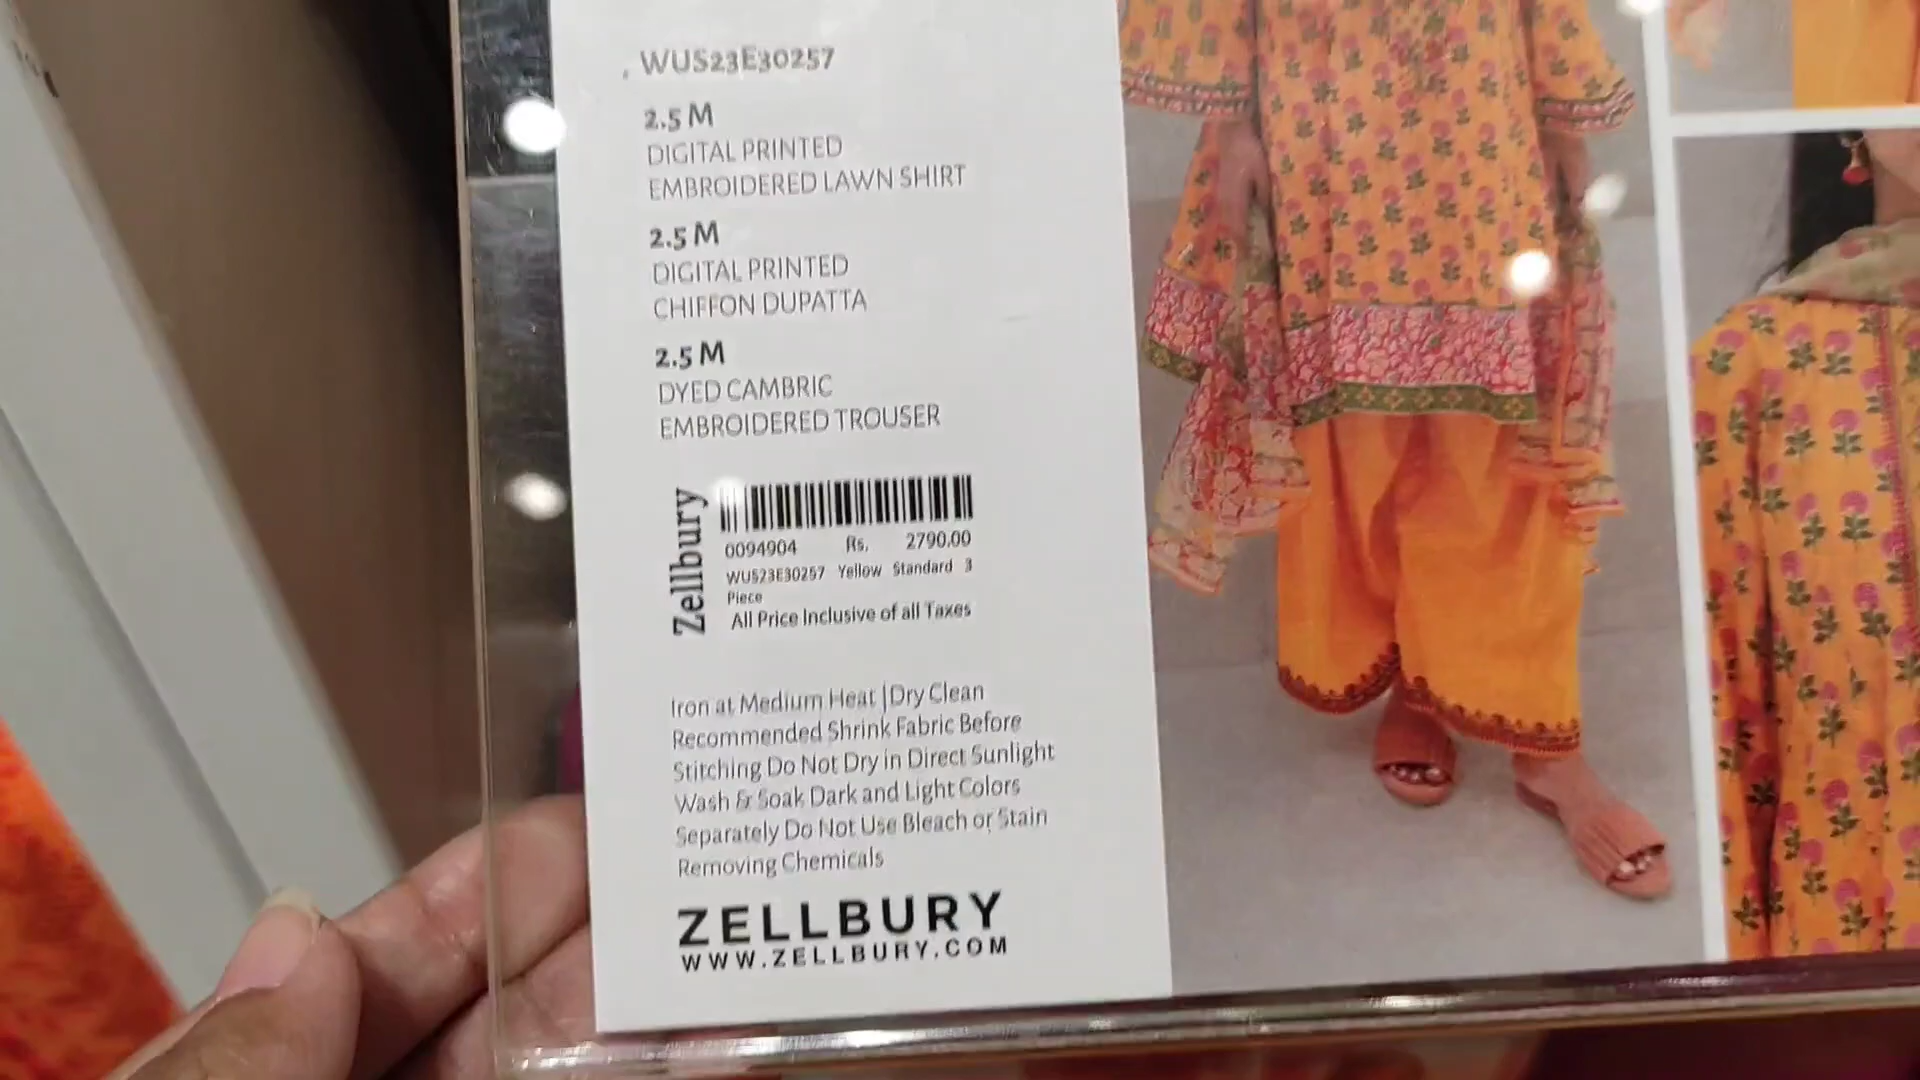 WUS23E30257
2.5 M
DIGITAL PRINTED
EMBROIDERED LAWN SHIRT
2.5 M
DIGITAL PRINTED
CHIFFON DUPATTA
2.5 M
DYED CAMBRIC
EMBROIDERED TROUSER
Zellbury
0094904 Rs. 2790.00
WUS23E30257 Yellow Standard 3
Piece
All Price Inclusive of all Taxes
Iron at Medium Heat |Dry Clean
Recommended Shrink Fabric Before
Stitching Do Not Dry in Direct Sunlight
Wash & Soak Dark and Light Colors
Separately Do Not Use Bleach or Stain
Removing Chemicals
ZELLBURY
WWW.ZELLBURY.COM